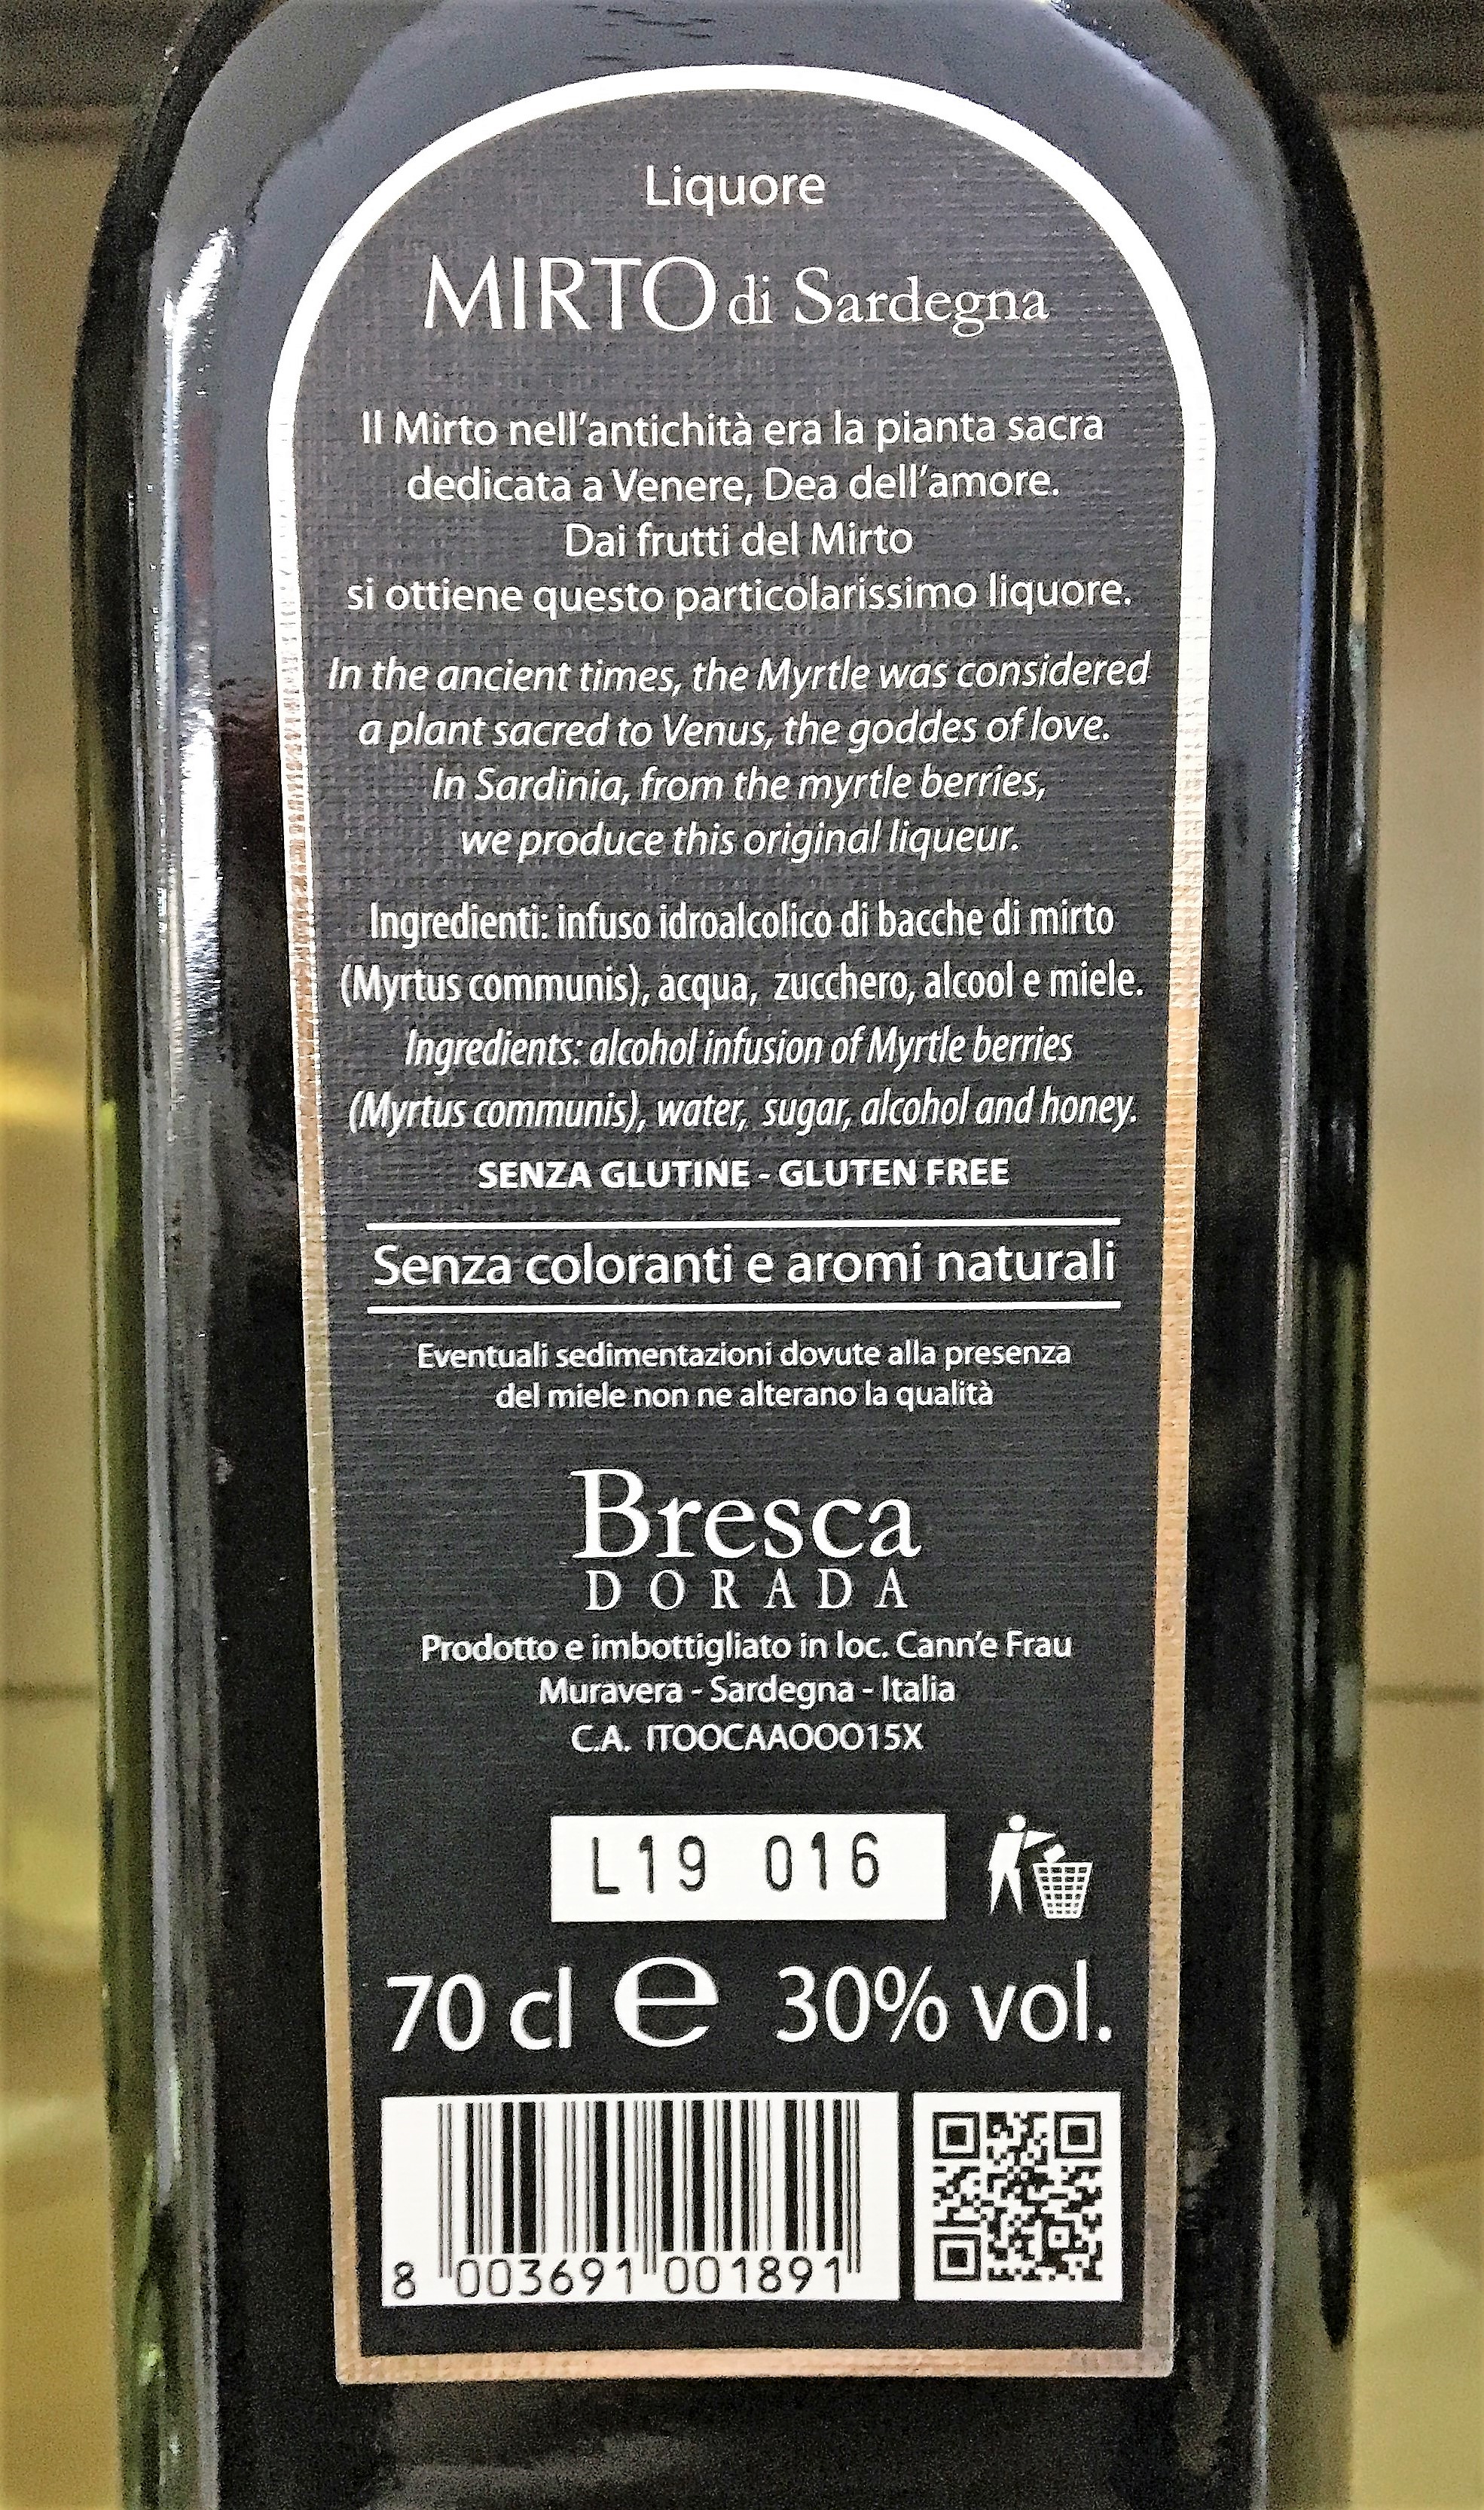 Liquore
MIRTO di Sardegna
Il Mirto nell'antichità era la pianta sacra
dedicata a Venere, Dea dell'amore.
Dai frutti del Mirto
si ottiene questo particolarissimo liquore.
In the ancient times, the Myrtle was considered
a plant sacred to Venus, the goddes of love.
In Sardinia, from the myrtle berries,
we produce this original liqueur.
Ingredienti: infuso idroalcolico di bacche di mirto
(Myrtus communis), acqua, zucchero, alcool e miele.
Ingredients: alcohol infusion of Myrtle berries
(Myrtus communis), water, sugar, alcohol and honey.
SENZA GLUTINE - GLUTEN FREE
Senza coloranti e aromi naturali
Eventuali sedimentazioni dovute alla presenza
del miele non ne alterano la qualità
Bresca
DORADA
Prodotto e imbottigliato in loc. Cann'e Frau
Muravera - Sardegna - Italia
C.A. ITOOCAAOOO15X
L19 016
70 cl e 30% vol.
8 003691 001891